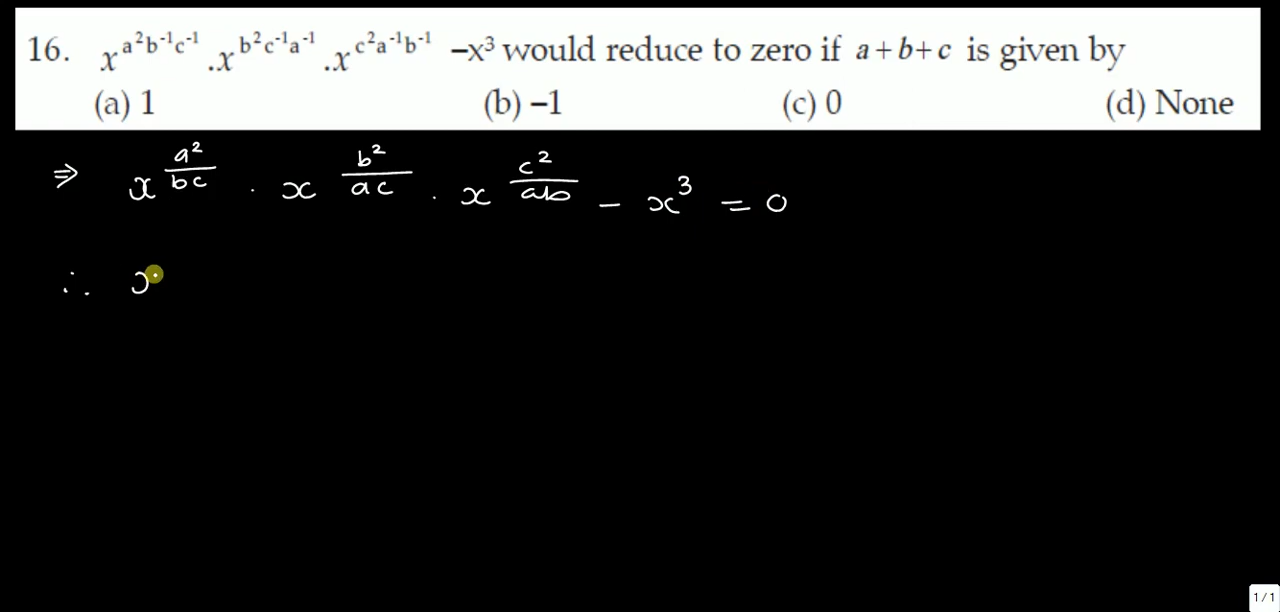 16. x^{a²b⁻¹c⁻¹} .x^{b²c⁻¹a⁻¹} .x^{c²a⁻¹b⁻¹} –x³ would reduce to zero if a+b+c is given by
(a) 1 (b) –1 (c) 0 (d) None
⇒ x^{a²/bc} . x^{b²/ac} . x^{c²/ab} – x³ = 0
∴ x
1/1